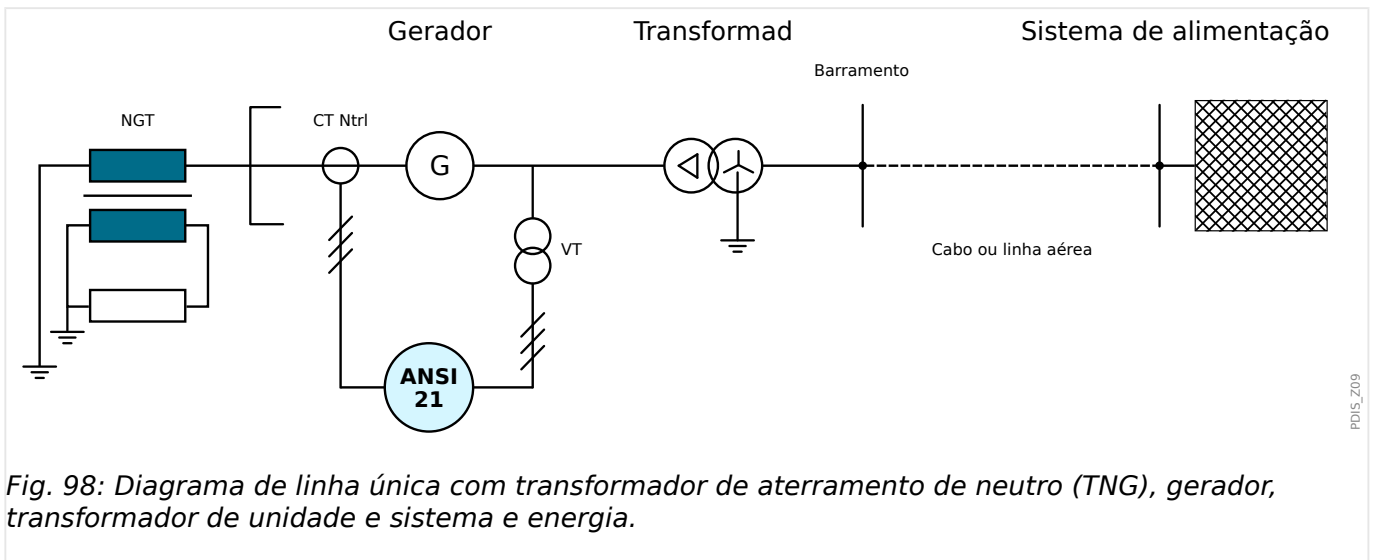 Gerador
Transformad
Sistema de alimentação
Barramento
NGT
CT Ntrl
G
VT
Cabo ou linha aérea
ANSI
21
PDIS_Z09
Fig. 98: Diagrama de linha única com transformador de aterramento de neutro (TNG), gerador,
transformador de unidade e sistema e energia.